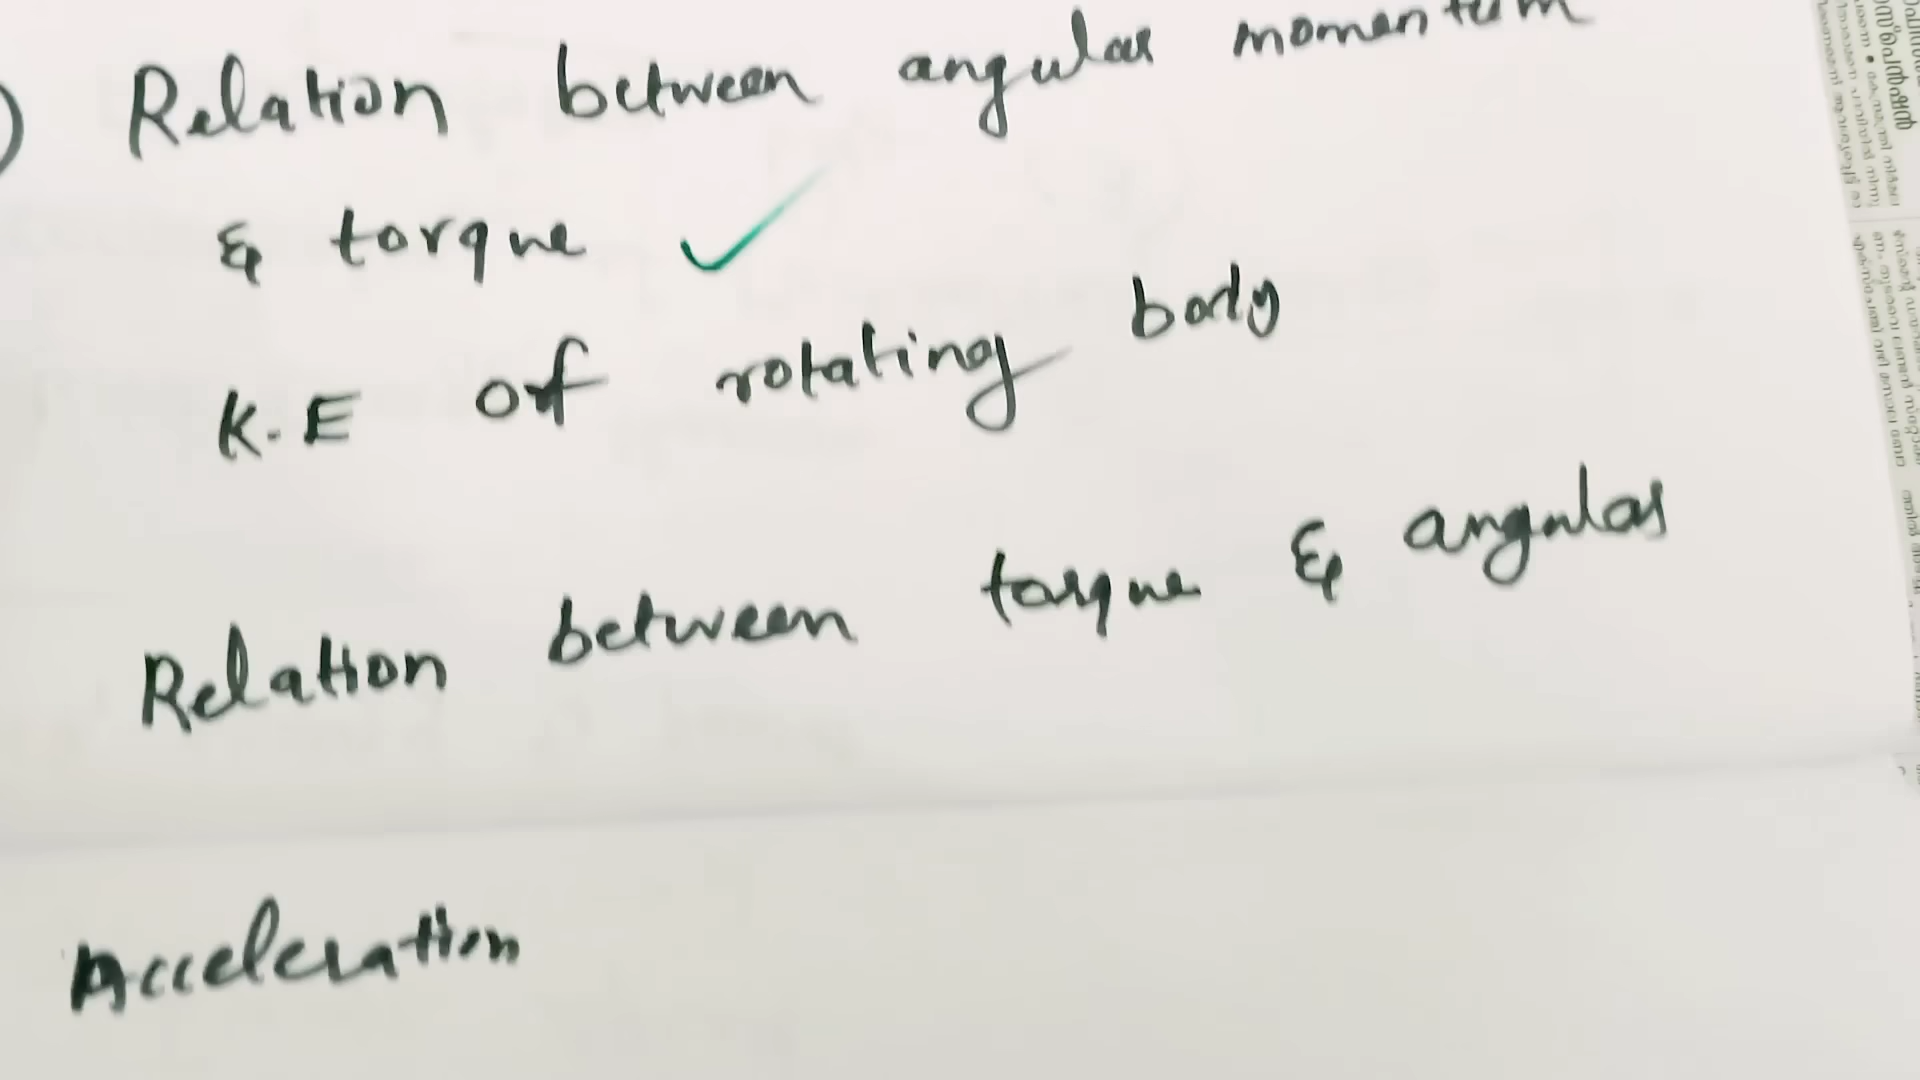 ) Relation between angular momentum
& torque ✓
K.E of rotating body
Relation between torque & angular
Acceleration